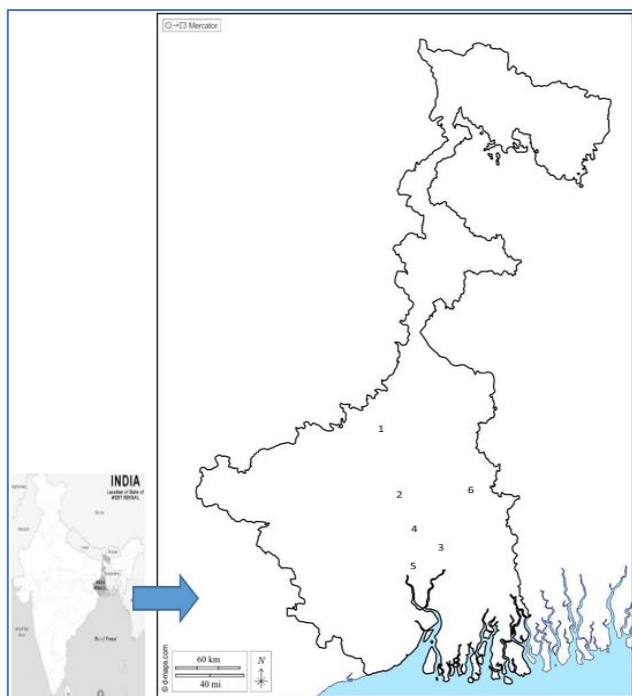 Mercator
1
2
6
4
3
5
INDIA
Location of State of
WEST BENGAL
Bay of Bengal
60 km
40 mi
N
© d-maps.com